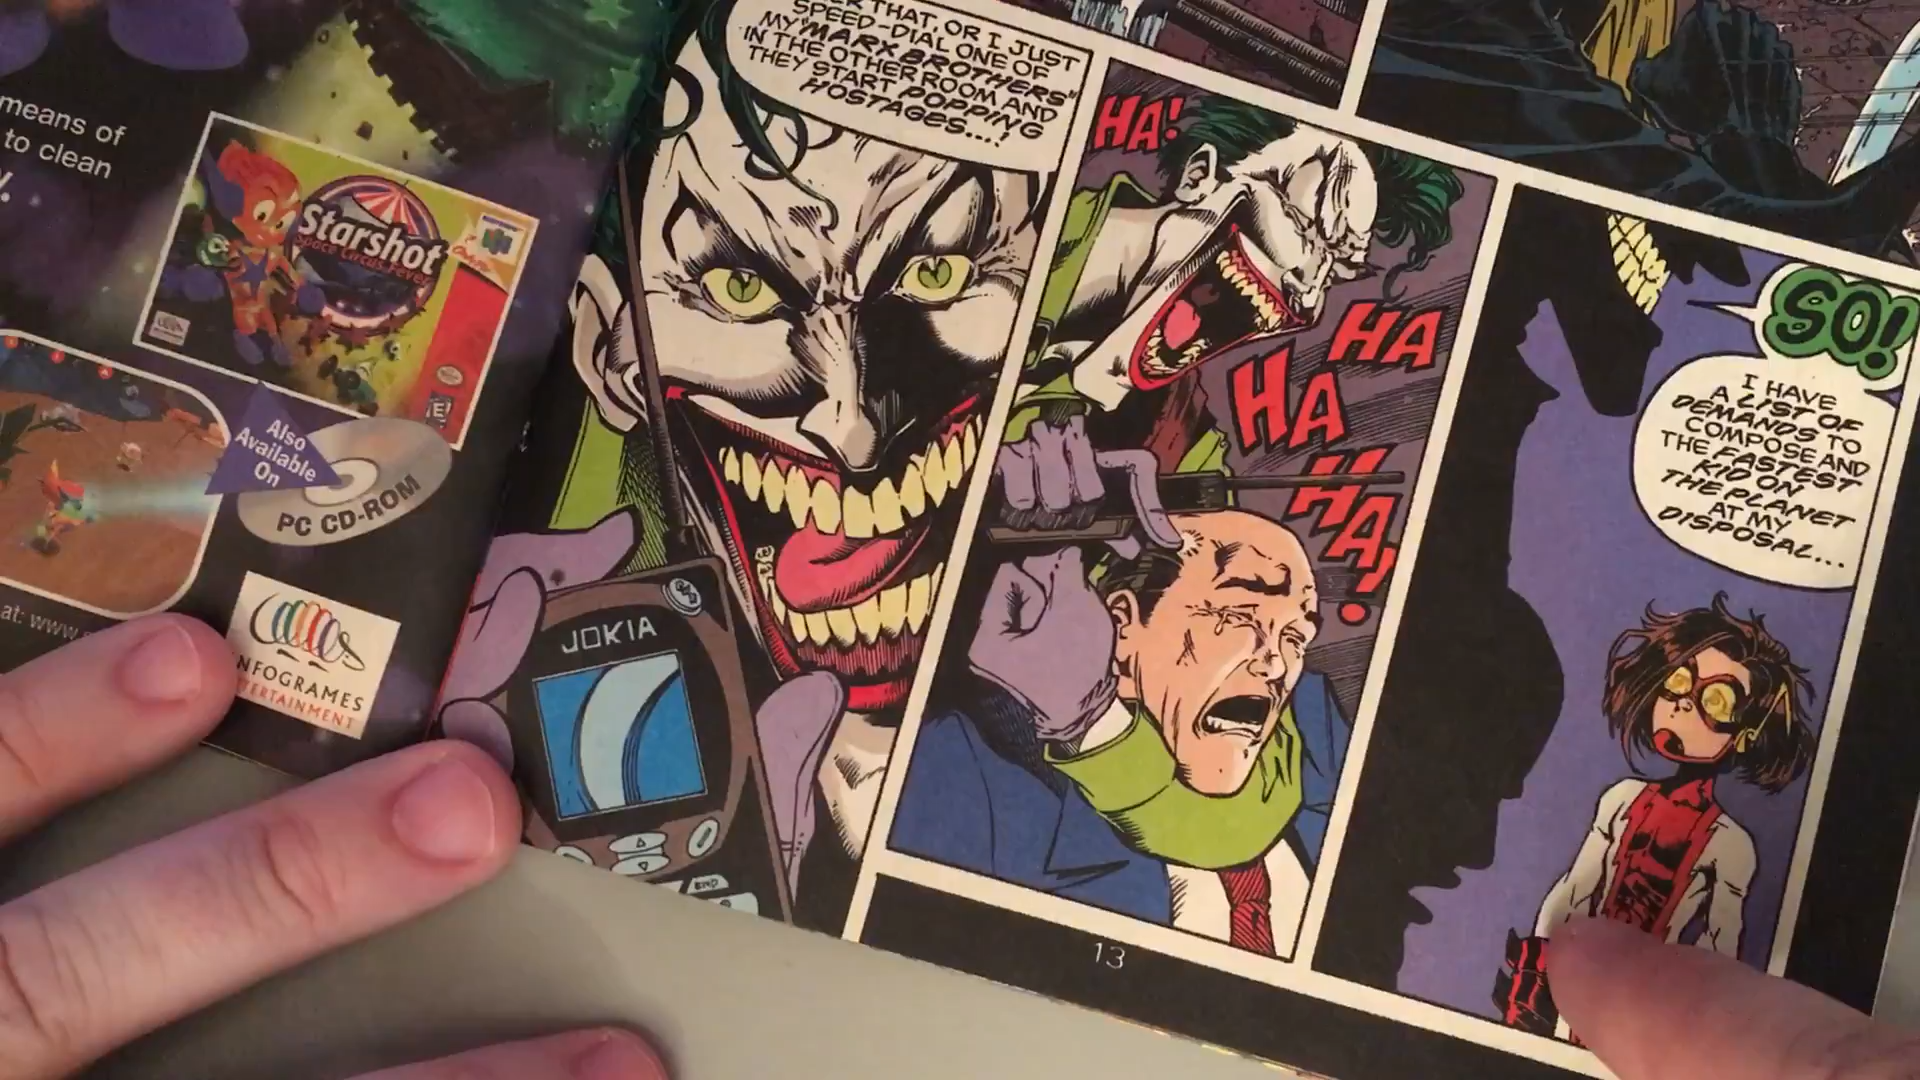 means of
to clean
y.
Starshot
Space Circus Fever
Also
Available
On
PC CD-ROM
at: www.
INFOGRAMES
ENTERTAINMENT
THAT, OR I JUST
SPEED-DIAL ONE OF
MY "MARX BROTHERS"
IN THE OTHER ROOM AND
THEY START POPPING
HOSTAGES...!
JOKIA
END
HA!
HA
HA
HA!
13
SO!
I HAVE
A LIST OF
DEMANDS TO
COMPOSE AND
THE FASTEST
KID ON
THE PLANET
AT MY
DISPOSAL...